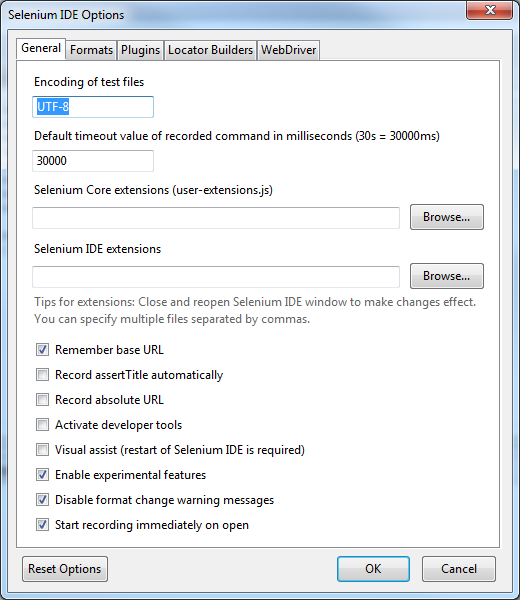 Selenium IDE Options
General Formats Plugins Locator Builders WebDriver
Encoding of test files
UTF-8
Default timeout value of recorded command in milliseconds (30s = 30000ms)
30000
Selenium Core extensions (user-extensions.js)
Browse...
Selenium IDE extensions
Browse...
Tips for extensions: Close and reopen Selenium IDE window to make changes effect.
You can specify multiple files separated by commas.
Remember base URL
Record assertTitle automatically
Record absolute URL
Activate developer tools
Visual assist (restart of Selenium IDE is required)
Enable experimental features
Disable format change warning messages
Start recording immediately on open
Reset Options OK Cancel